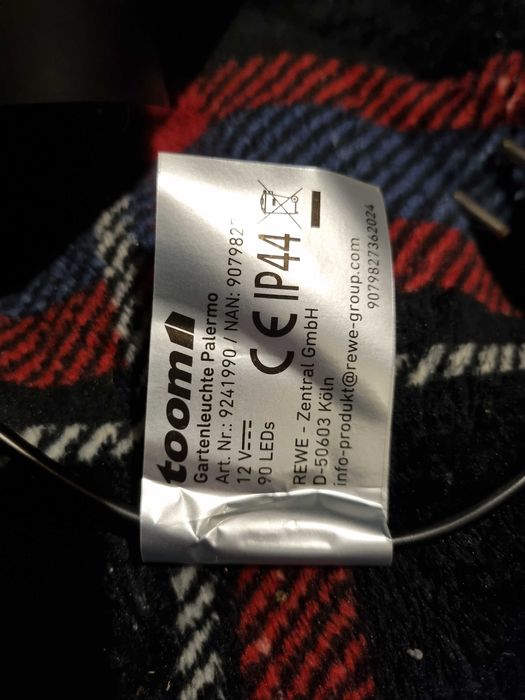 toom
Gartenleuchte Palermo
Art. Nr.: 9241990 / NAN: 907982
12 V
90 LEDs
CE IP44
REWE - Zentral GmbH
D-50603 Köln
info-produkt@rewe-group.com
9079827362024